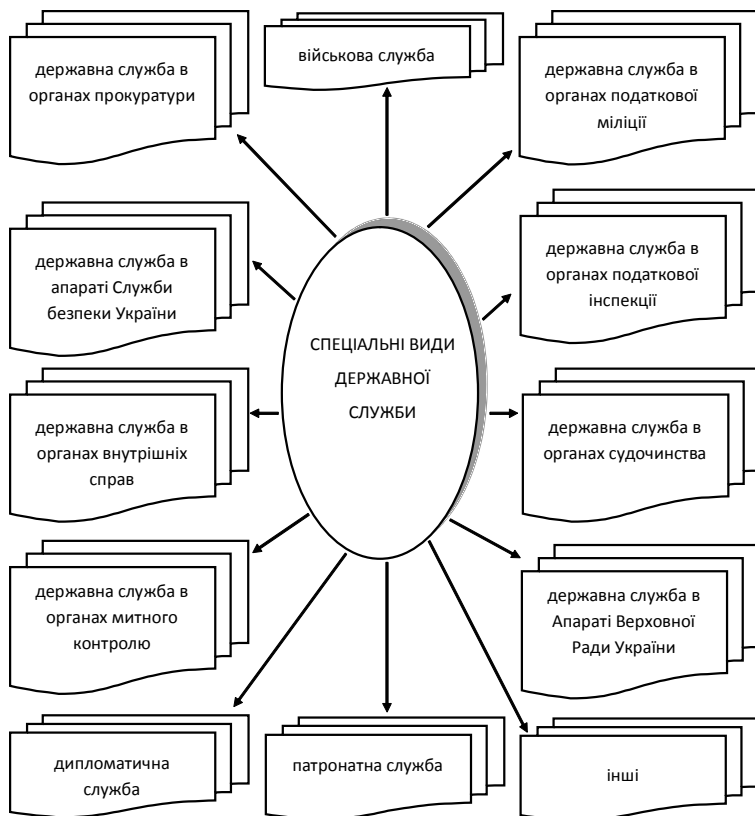 державна служба в
органах прокуратури
військова служба
державна служба в
органах податкової
міліції
державна служба в
апараті Служби
безпеки України
державна служба в
органах податкової
інспекції
СПЕЦІАЛЬНІ ВИДИ
ДЕРЖАВНОЇ
СЛУЖБИ
державна служба в
органах внутрішніх
справ
державна служба в
органах судочинства
державна служба в
органах митного
контролю
державна служба в
Апараті Верховної
Ради України
дипломатична
служба
патронатна служба
інші